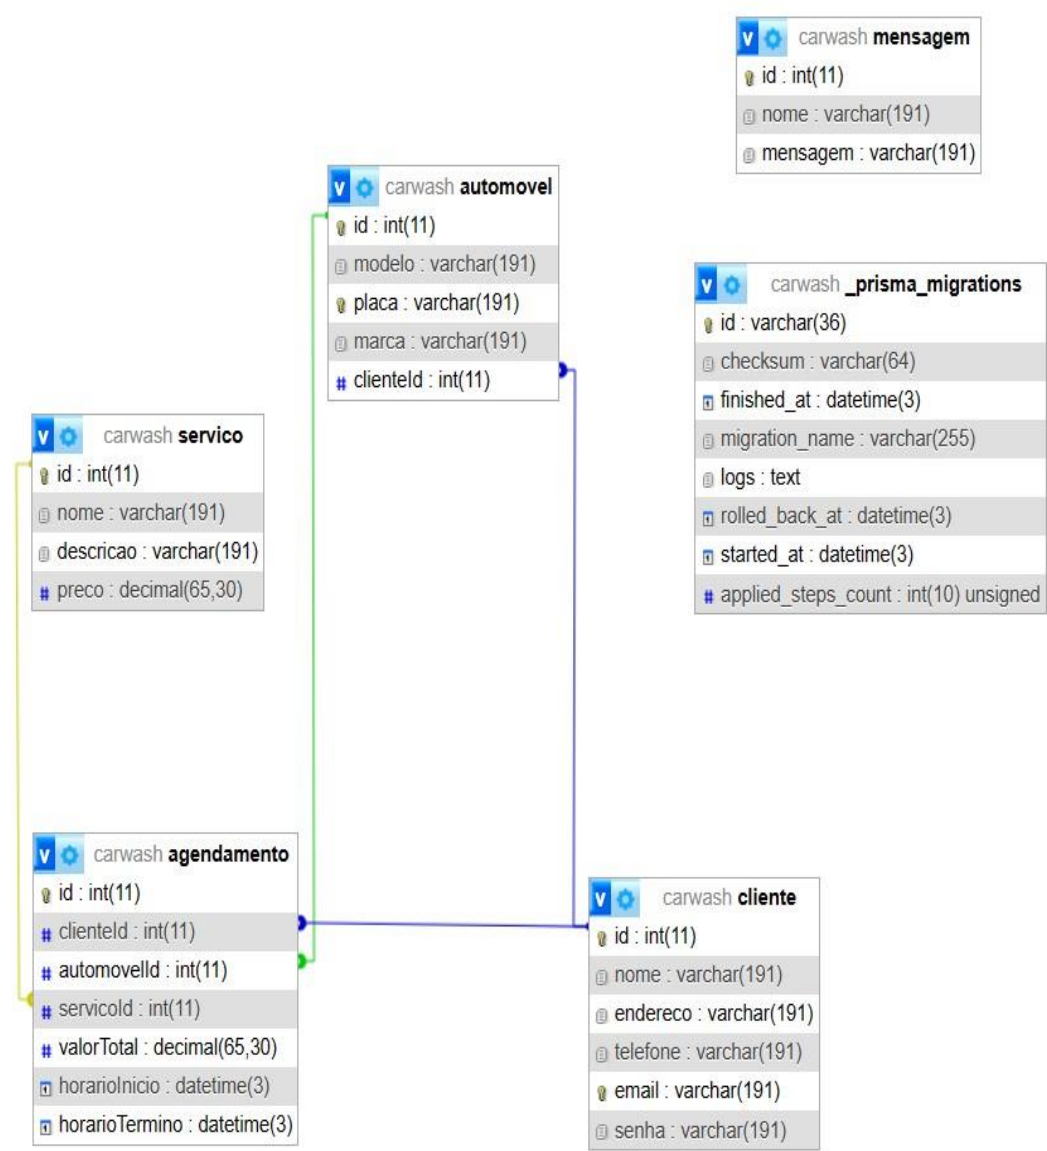 v carwash mensagem
id : int(11)
nome : varchar(191)
mensagem : varchar(191)
v carwash automovel
id : int(11)
modelo : varchar(191)
placa : varchar(191)
marca : varchar(191)
# clienteId : int(11)
v carwash _prisma_migrations
id : varchar(36)
checksum : varchar(64)
finished_at : datetime(3)
migration_name : varchar(255)
logs : text
rolled_back_at : datetime(3)
started_at : datetime(3)
# applied_steps_count : int(10) unsigned
v carwash servico
id : int(11)
nome : varchar(191)
descricao : varchar(191)
# preco : decimal(65,30)
v carwash agendamento
id : int(11)
# clienteId : int(11)
# automovelId : int(11)
# servicoId : int(11)
# valorTotal : decimal(65,30)
horarioInicio : datetime(3)
horarioTermino : datetime(3)
v carwash cliente
id : int(11)
nome : varchar(191)
endereco : varchar(191)
telefone : varchar(191)
email : varchar(191)
senha : varchar(191)